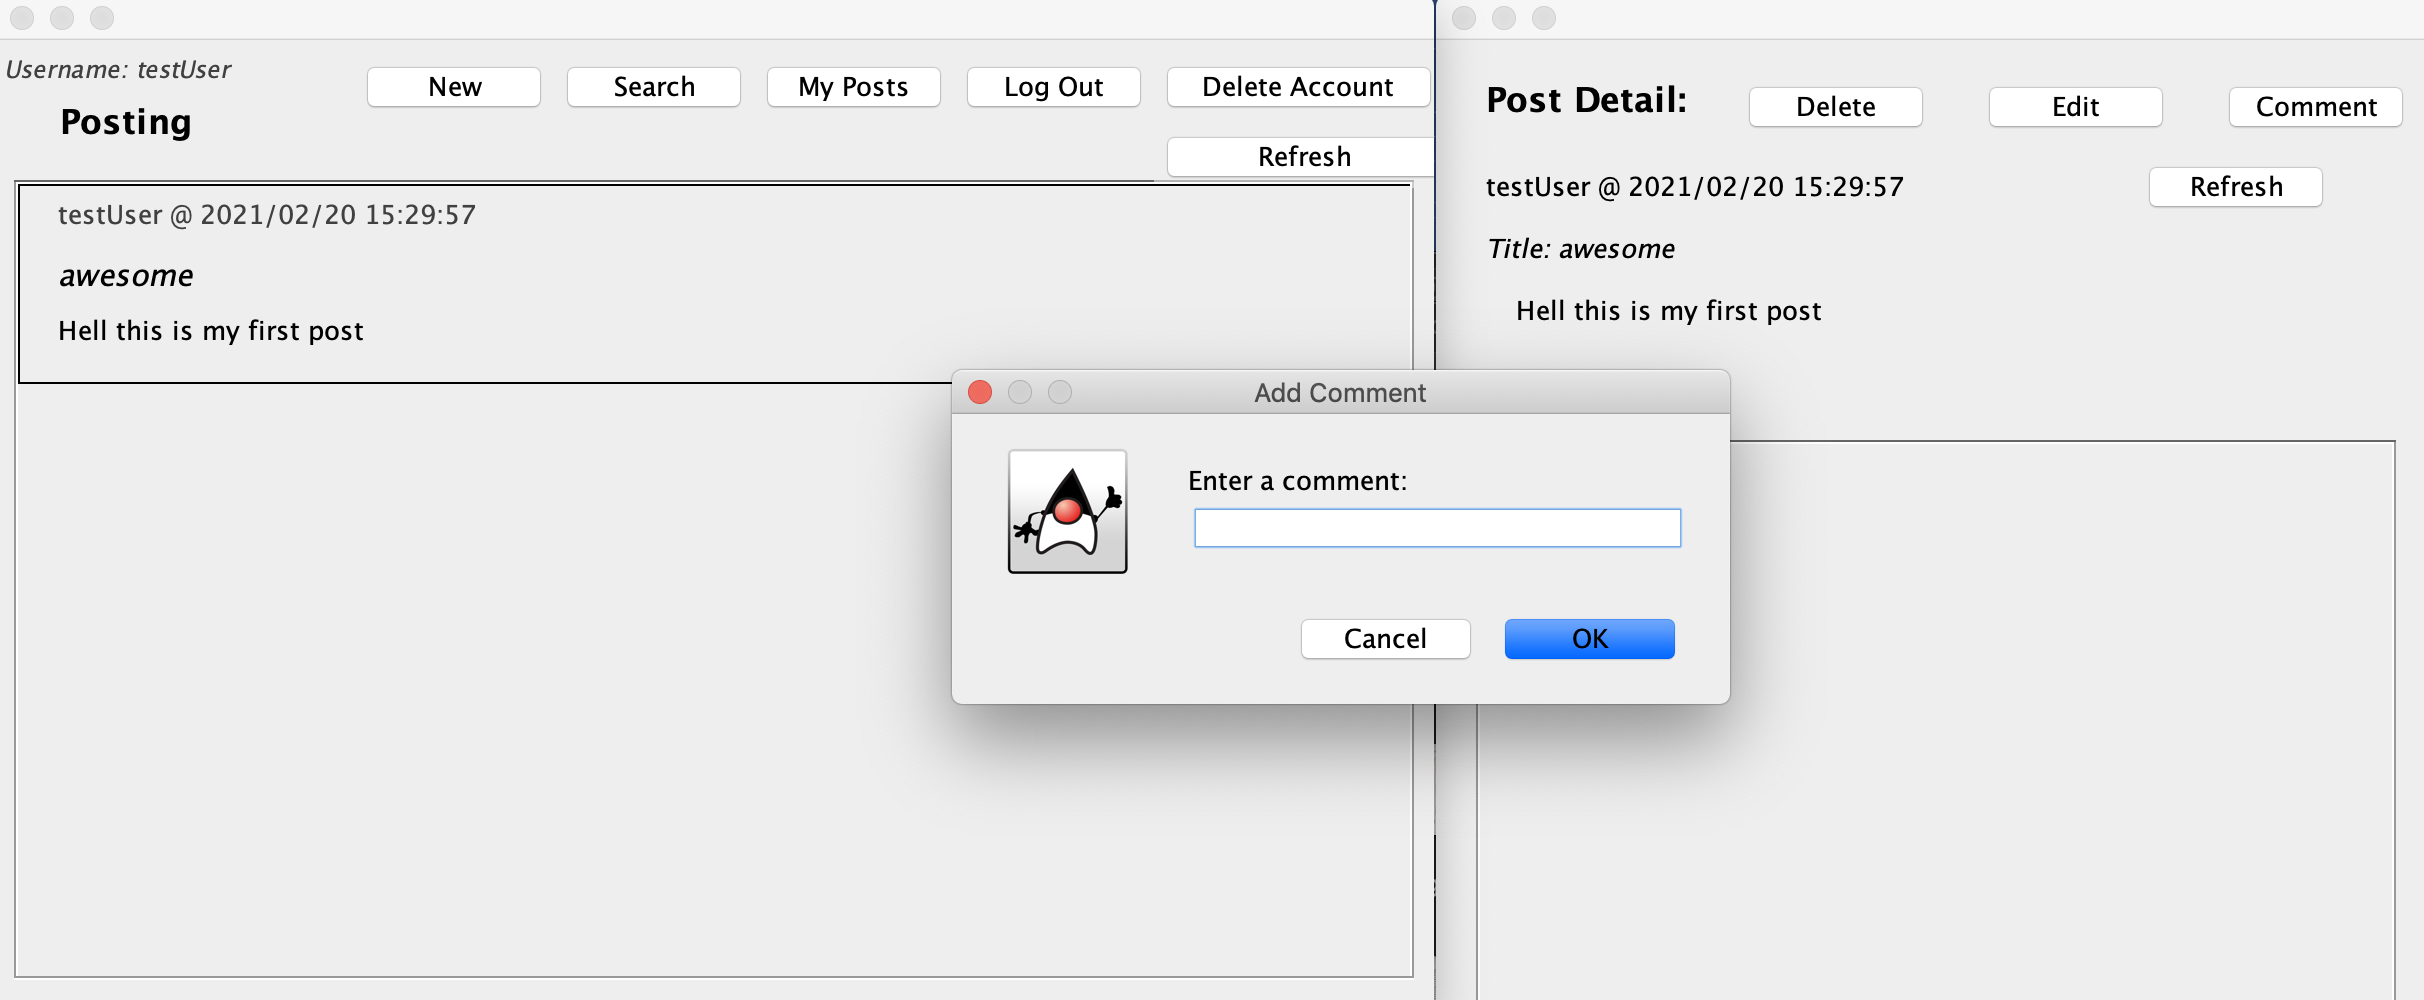 Username: testUser
New Search My Posts Log Out Delete Account
Posting
Refresh
testUser @ 2021/02/20 15:29:57
awesome
Hell this is my first post
Post Detail: Delete Edit Comment
testUser @ 2021/02/20 15:29:57 Refresh
Title: awesome
Hell this is my first post
Add Comment
Enter a comment:
Cancel OK